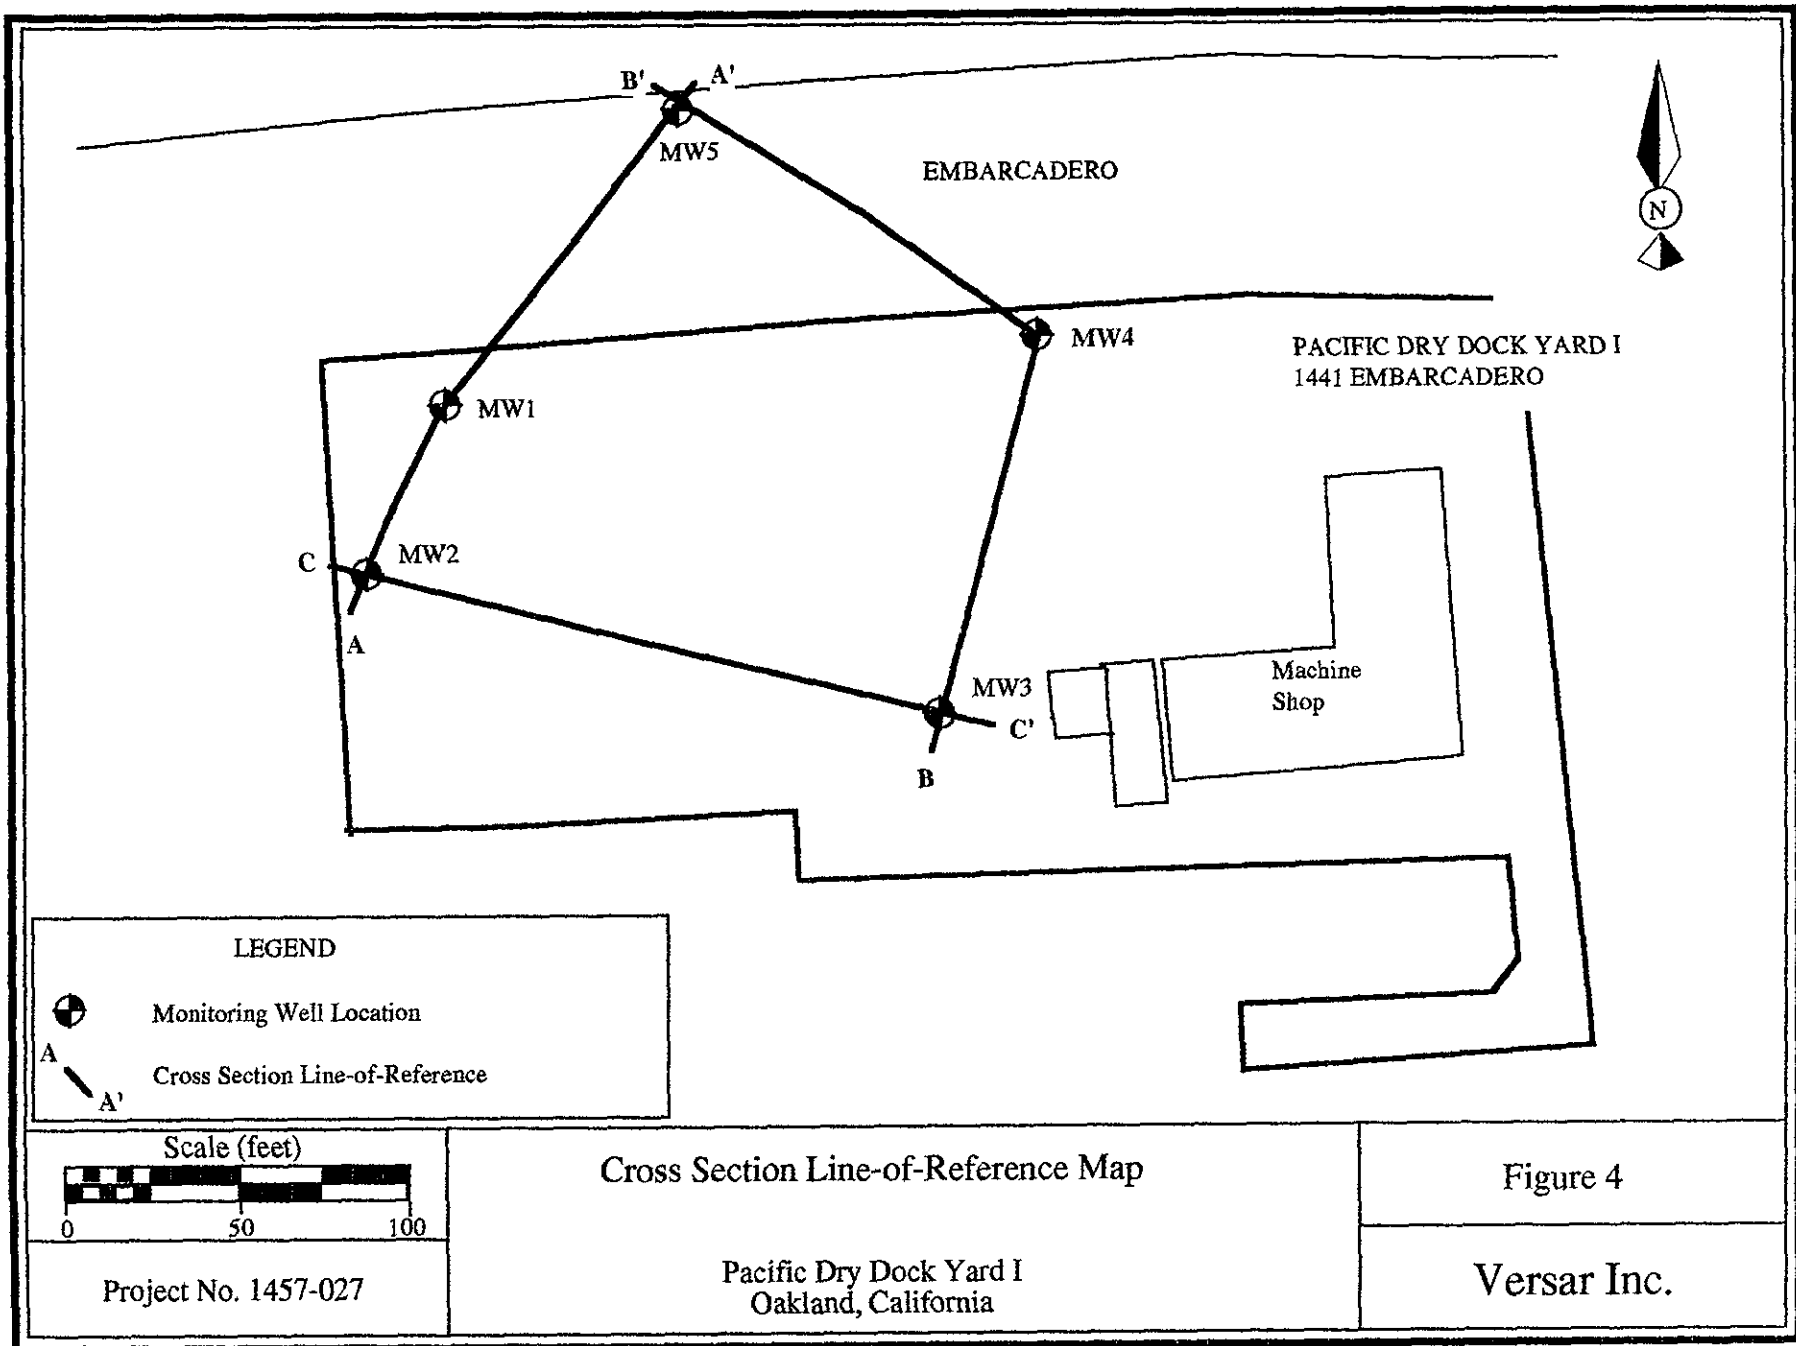 B' A'
MW5
EMBARCADERO
N
MW4
PACIFIC DRY DOCK YARD I
1441 EMBARCADERO
MW1
C MW2
A
MW3
C'
B
Machine
Shop
LEGEND
Monitoring Well Location
A
Cross Section Line-of-Reference
A'
Scale (feet)
0 50 100
Project No. 1457-027
Cross Section Line-of-Reference Map
Pacific Dry Dock Yard I
Oakland, California
Figure 4
Versar Inc.